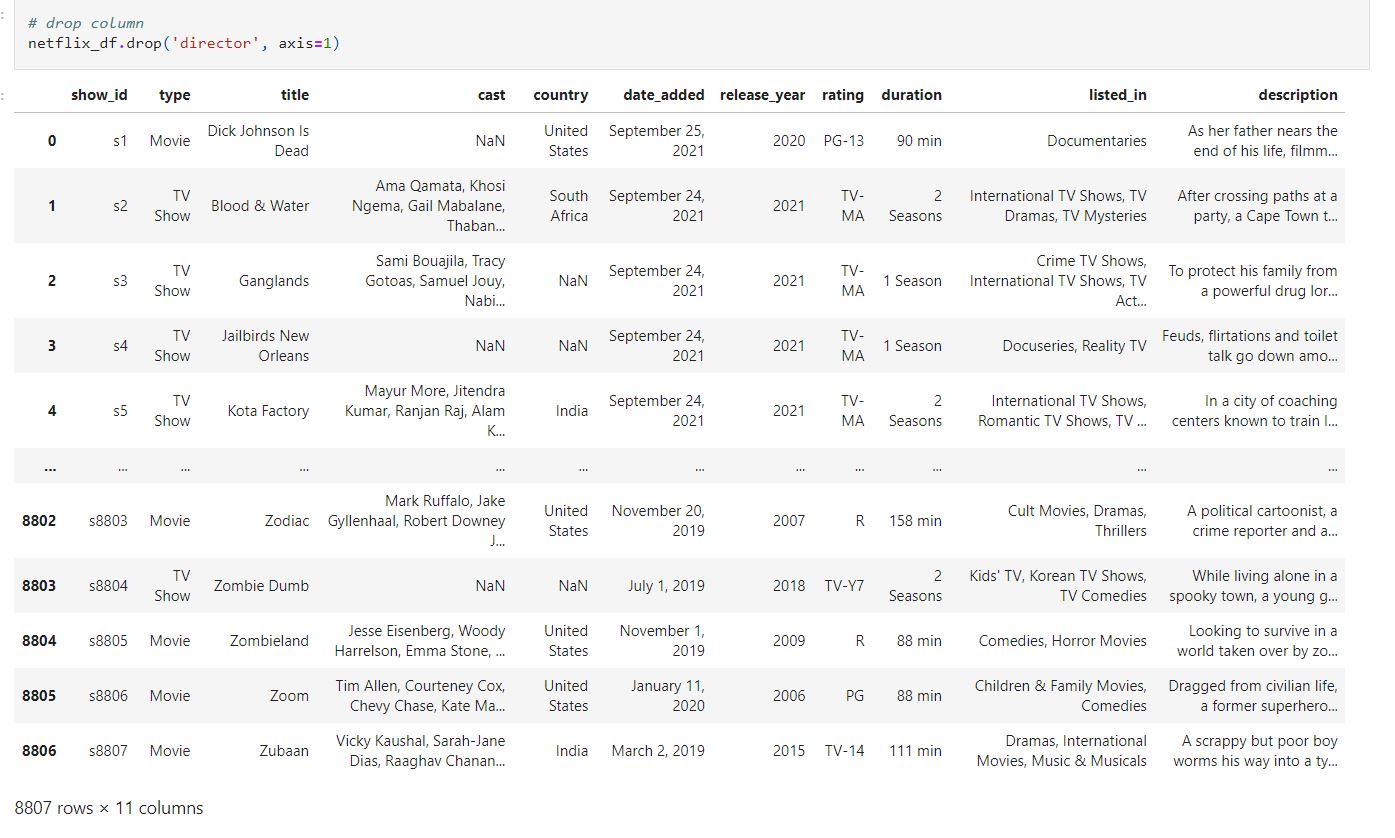 # drop column
netflix_df.drop('director', axis=1)
show_id type title cast country date_added release_year rating duration listed_in description
0 s1 Movie Dick Johnson Is Dead NaN United States September 25, 2021 2020 PG-13 90 min Documentaries As her father nears the end of his life, filmm...
1 s2 TV Show Blood & Water Ama Qamata, Khosi Ngema, Gail Mabalane, Thaban... South Africa September 24, 2021 2021 TV-MA 2 Seasons International TV Shows, TV Dramas, TV Mysteries After crossing paths at a party, a Cape Town t...
2 s3 TV Show Ganglands Sami Bouajila, Tracy Gotoas, Samuel Jouy, Nabi... NaN September 24, 2021 2021 TV-MA 1 Season Crime TV Shows, International TV Shows, TV Act... To protect his family from a powerful drug lor...
3 s4 TV Show Jailbirds New Orleans NaN NaN September 24, 2021 2021 TV-MA 1 Season Docuseries, Reality TV Feuds, flirtations and toilet talk go down amo...
4 s5 TV Show Kota Factory Mayur More, Jitendra Kumar, Ranjan Raj, Alam K... India September 24, 2021 2021 TV-MA 2 Seasons International TV Shows, Romantic TV Shows, TV ... In a city of coaching centers known to train l...
... ... ... ... ... ... ... ... ... ... ... ...
8802 s8803 Movie Zodiac Mark Ruffalo, Jake Gyllenhaal, Robert Downey J... United States November 20, 2019 2007 R 158 min Cult Movies, Dramas, Thrillers A political cartoonist, a crime reporter and a...
8803 s8804 TV Show Zombie Dumb NaN NaN July 1, 2019 2018 TV-Y7 2 Seasons Kids' TV, Korean TV Shows, TV Comedies While living alone in a spooky town, a young g...
8804 s8805 Movie Zombieland Jesse Eisenberg, Woody Harrelson, Emma Stone, ... United States November 1, 2019 2009 R 88 min Comedies, Horror Movies Looking to survive in a world taken over by zo...
8805 s8806 Movie Zoom Tim Allen, Courteney Cox, Chevy Chase, Kate Ma... United States January 11, 2020 2006 PG 88 min Children & Family Movies, Comedies Dragged from civilian life, a former superhero...
8806 s8807 Movie Zubaan Vicky Kaushal, Sarah-Jane Dias, Raaghav Chanan... India March 2, 2019 2015 TV-14 111 min Dramas, International Movies, Music & Musicals A scrappy but poor boy worms his way into a ty...
8807 rows × 11 columns